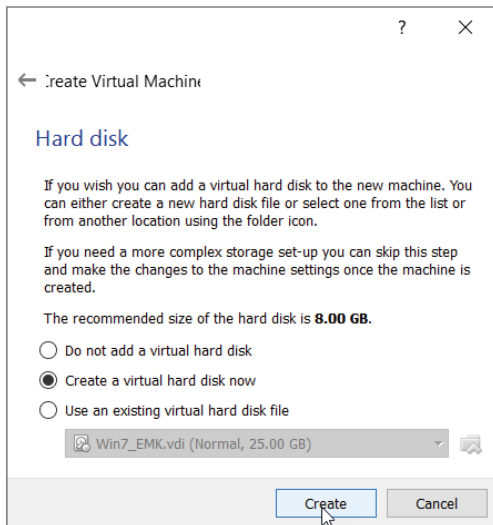 ?
Create Virtual Machine
Hard disk
If you wish you can add a virtual hard disk to the new machine. You
can either create a new hard disk file or select one from the list or
from another location using the folder icon.
If you need a more complex storage set-up you can skip this step
and make the changes to the machine settings once the machine is
created.
The recommended size of the hard disk is 8.00 GB.
Do not add a virtual hard disk
Create a virtual hard disk now
Use an existing virtual hard disk file
Win7_EMK.vdi (Normal, 25.00 GB)
Create
Cancel